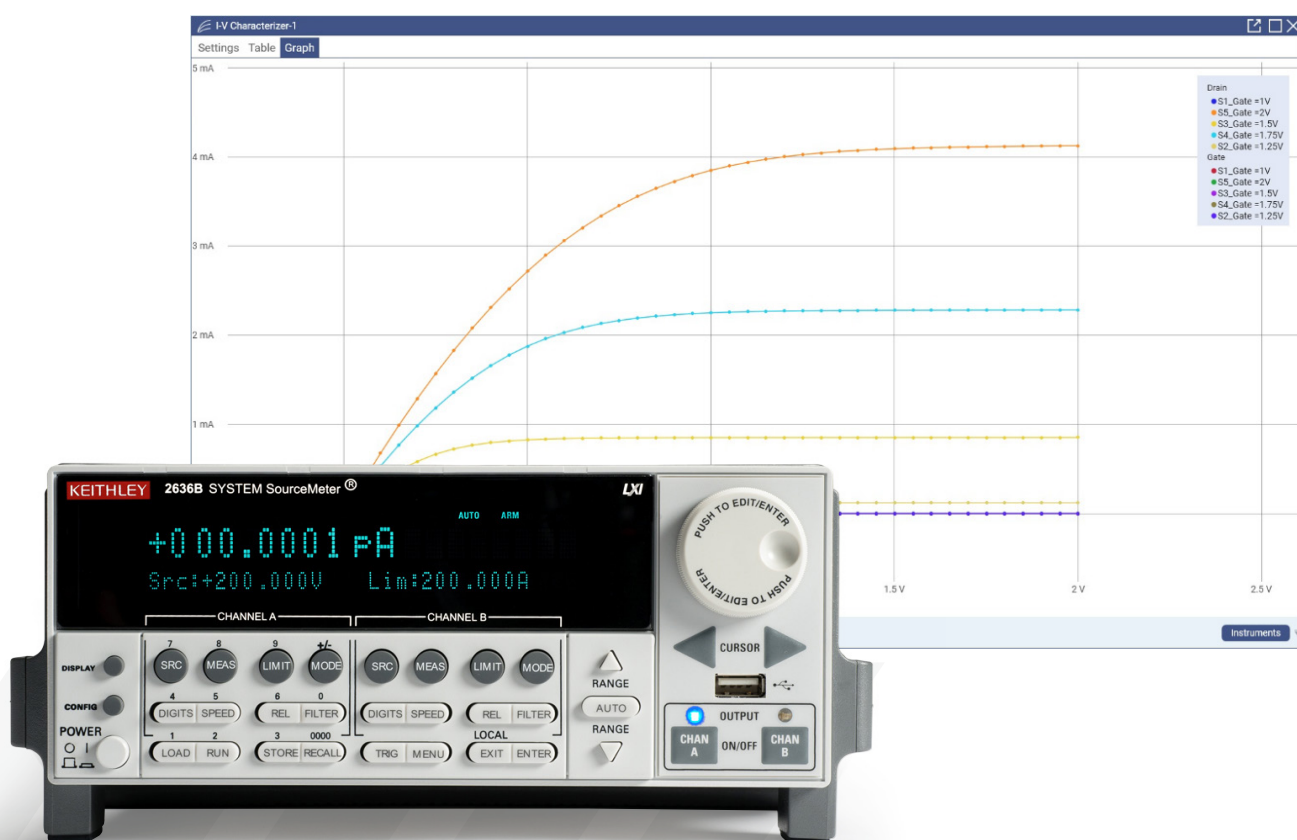 I-V Characterizer-1
Settings Table Graph
5 mA
4 mA
3 mA
2 mA
1 mA
Drain
S1_Gate =1V
S5_Gate =2V
S3_Gate =1.5V
S4_Gate =1.75V
S2_Gate =1.25V
Gate
S1_Gate =1V
S5_Gate =2V
S3_Gate =1.5V
S4_Gate =1.75V
S2_Gate =1.25V
1.5 V 2 V 2.5 V
Instruments
KEITHLEY 2636B SYSTEM SourceMeter ® LXI
AUTO ARM
+000.0001 pA
Src:+200.000V Lim:200.000A
CHANNEL A CHANNEL B
7 8 9 +/-
DISPLAY SRC MEAS LIMIT MODE SRC MEAS LIMIT MODE
4 5 6 0
CONFIG DIGITS SPEED REL FILTER DIGITS SPEED REL FILTER
POWER 1 2 3 0000 LOCAL
LOAD RUN STORE RECALL TRIG MENU EXIT ENTER
RANGE
AUTO
RANGE
PUSH TO EDIT/ENTER
PUSH TO EDIT/ENTER
CURSOR
OUTPUT
CHAN A ON/OFF CHAN B